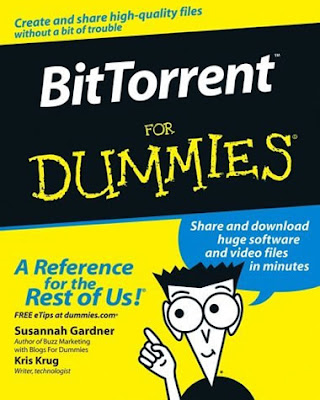 Create and share high-quality files
without a bit of trouble
BitTorrent™
FOR
DUMMIES®
Share and download
huge software
and video files
in minutes
A Reference
for the
Rest of Us!®
FREE eTips at dummies.com®
Susannah Gardner
Author of Buzz Marketing
with Blogs For Dummies
Kris Krug
Writer, technologist